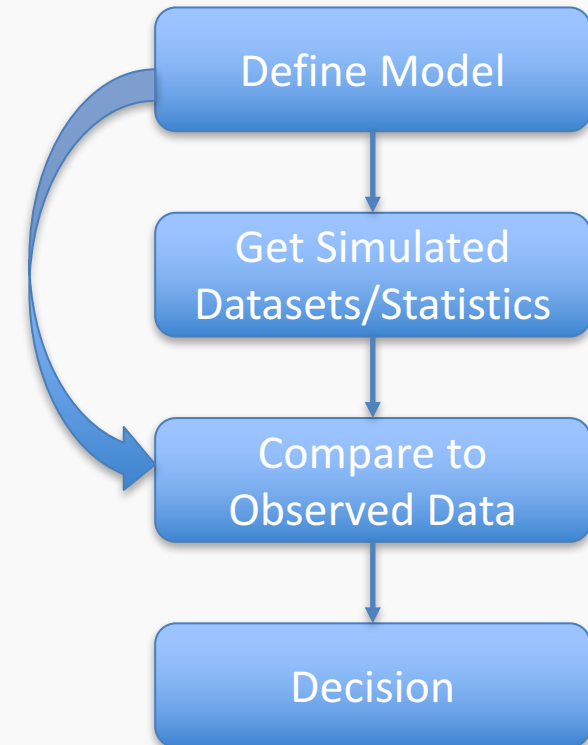 Define Model
Get Simulated
Datasets/Statistics
Compare to
Observed Data
Decision